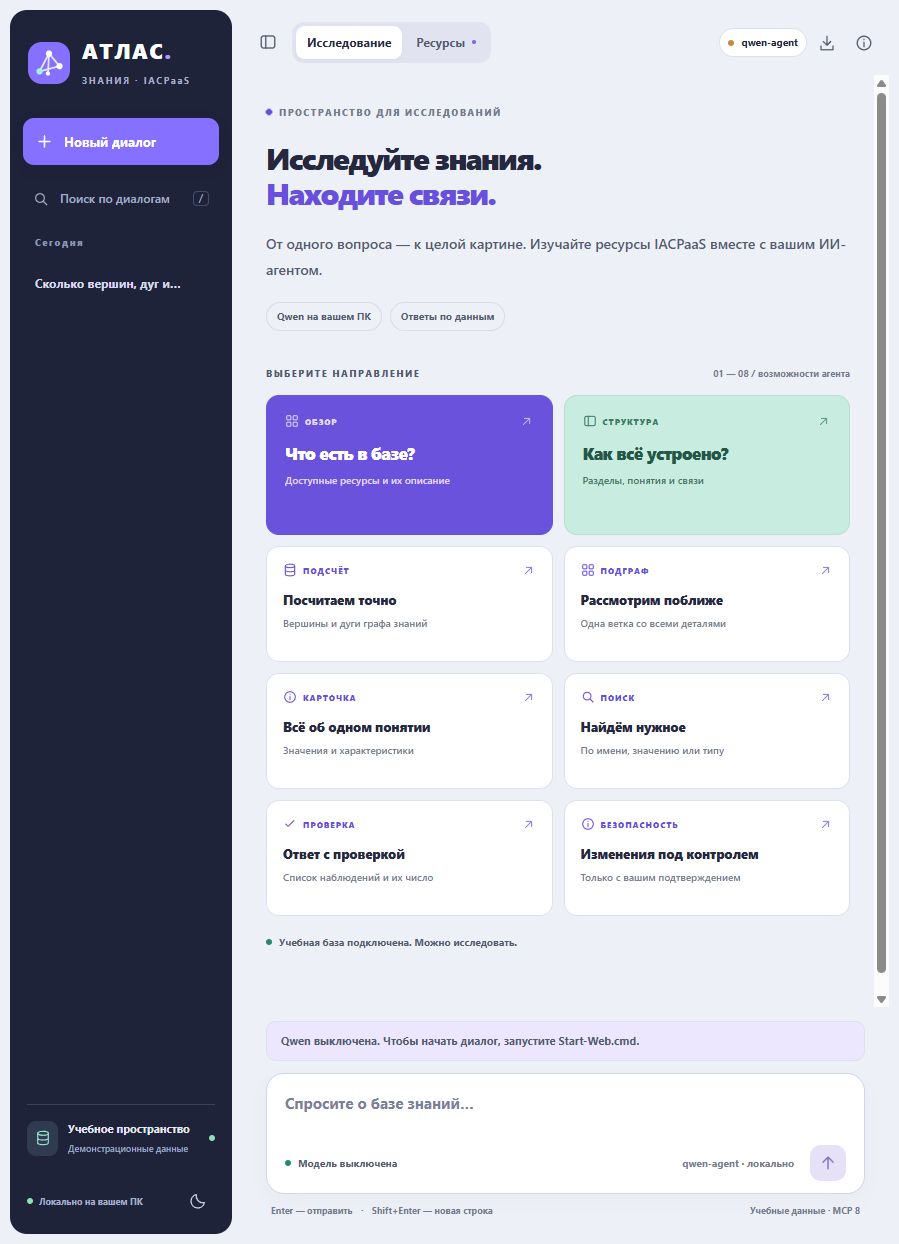 АТЛАС.
ЗНАНИЯ · IACPaaS
Новый диалог
Поиск по диалогам /
Сегодня
Сколько вершин, дуг и...
Учебное пространство
Демонстрационные данные
Локально на вашем ПК
Исследование
Ресурсы
qwen-agent
ПРОСТРАНСТВО ДЛЯ ИССЛЕДОВАНИЙ
Исследуйте знания.
Находите связи.
От одного вопроса — к целой картине. Изучайте ресурсы IACPaaS вместе с вашим ИИ-
агентом.
Qwen на вашем ПК
Ответы по данным
ВЫБЕРИТЕ НАПРАВЛЕНИЕ
01 — 08 / возможности агента
ОБЗОР
Что есть в базе?
Доступные ресурсы и их описание
СТРУКТУРА
Как всё устроено?
Разделы, понятия и связи
ПОДСЧЁТ
Посчитаем точно
Вершины и дуги графа знаний
ПОДГРАФ
Рассмотрим поближе
Одна ветка со всеми деталями
КАРТОЧКА
Всё об одном понятии
Значения и характеристики
ПОИСК
Найдём нужное
По имени, значению или типу
ПРОВЕРКА
Ответ с проверкой
Список наблюдений и их число
БЕЗОПАСНОСТЬ
Изменения под контролем
Только с вашим подтверждением
Учебная база подключена. Можно исследовать.
Qwen выключена. Чтобы начать диалог, запустите Start-Web.cmd.
Спросите о базе знаний...
Модель выключена
qwen-agent · локально
Enter — отправить · Shift+Enter — новая строка
Учебные данные · MCP 8